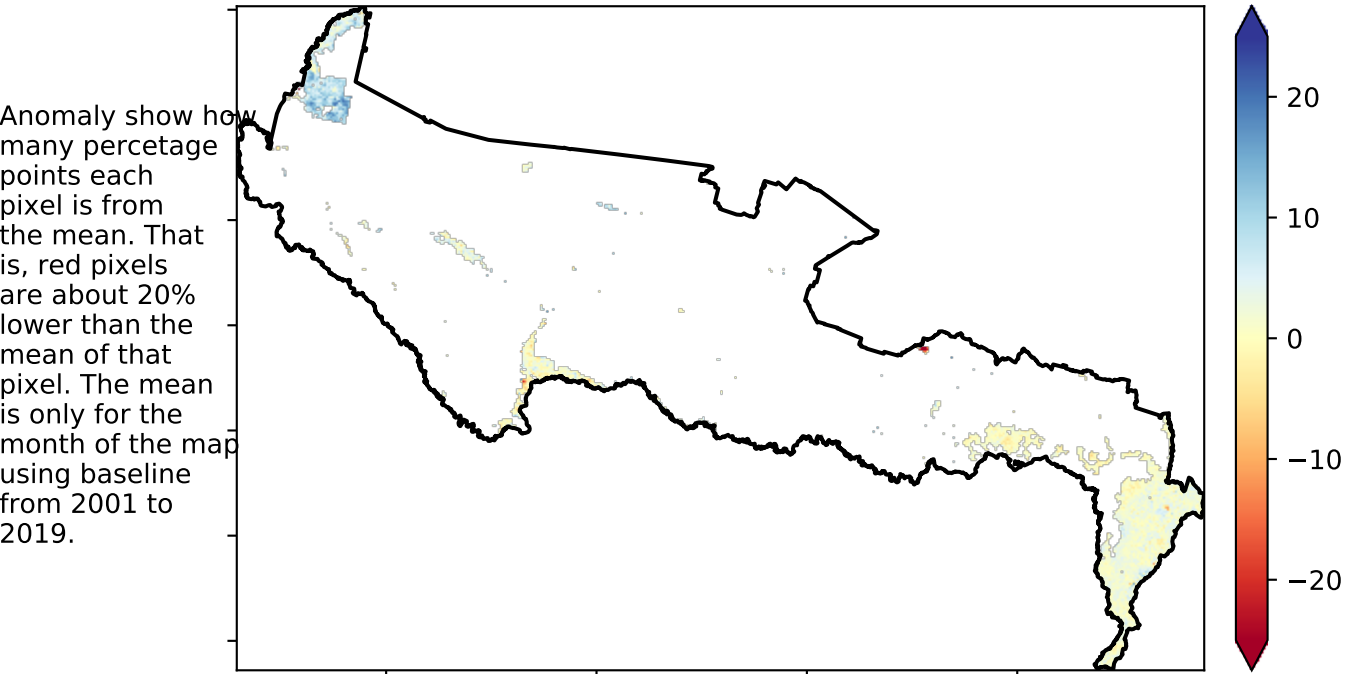 Anomaly show how
many percetage
points each
pixel is from
the mean. That
is, red pixels
are about 20%
lower than the
mean of that
pixel. The mean
is only for the
month of the map
using baseline
from 2001 to
2019.
20
10
0
−10
−20